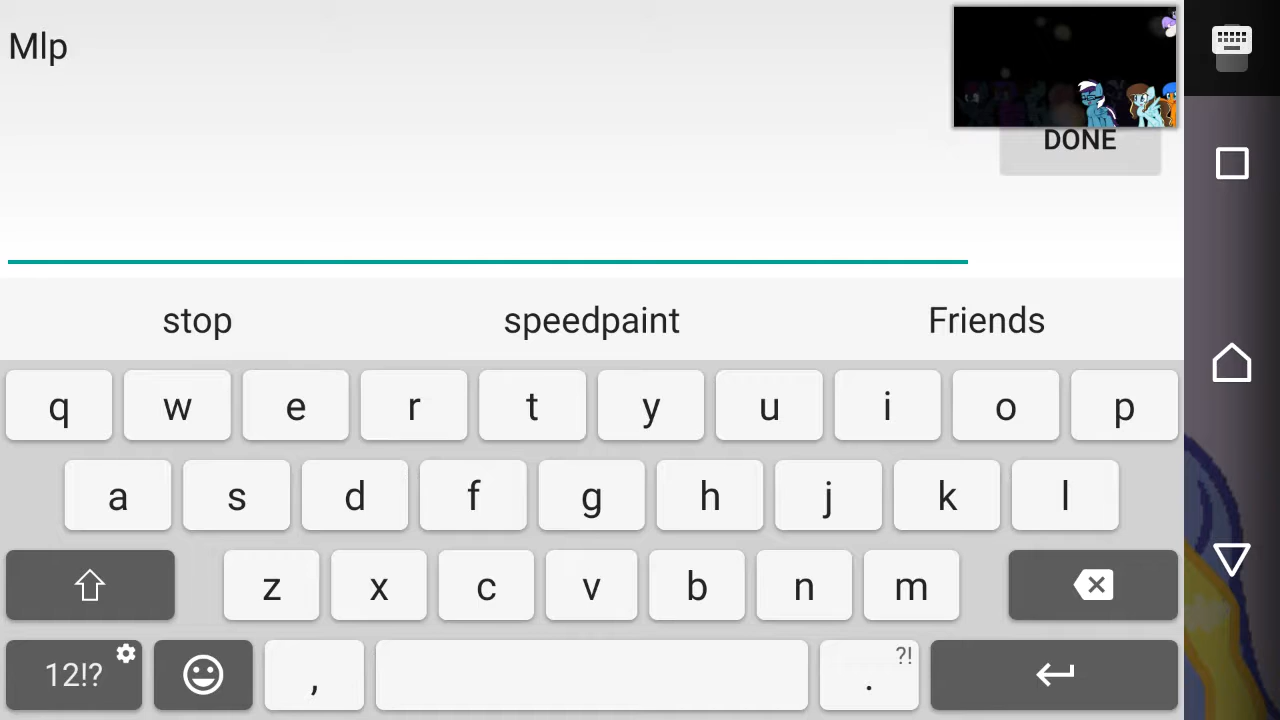 Mlp
DONE
stop speedpaint Friends
q w e r t y u i o p
a s d f g h j k l
z x c v b n m
12!? , . ?!